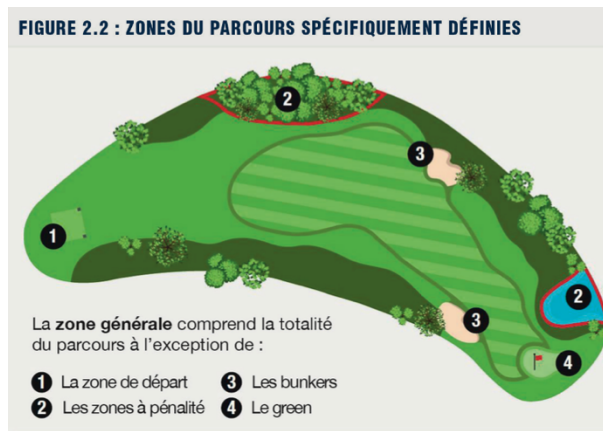 FIGURE 2.2 : ZONES DU PARCOURS SPÉCIFIQUEMENT DÉFINIES
2
3
1
2
3
4
La zone générale comprend la totalité
du parcours à l'exception de :
1 La zone de départ 3 Les bunkers
2 Les zones à pénalité 4 Le green